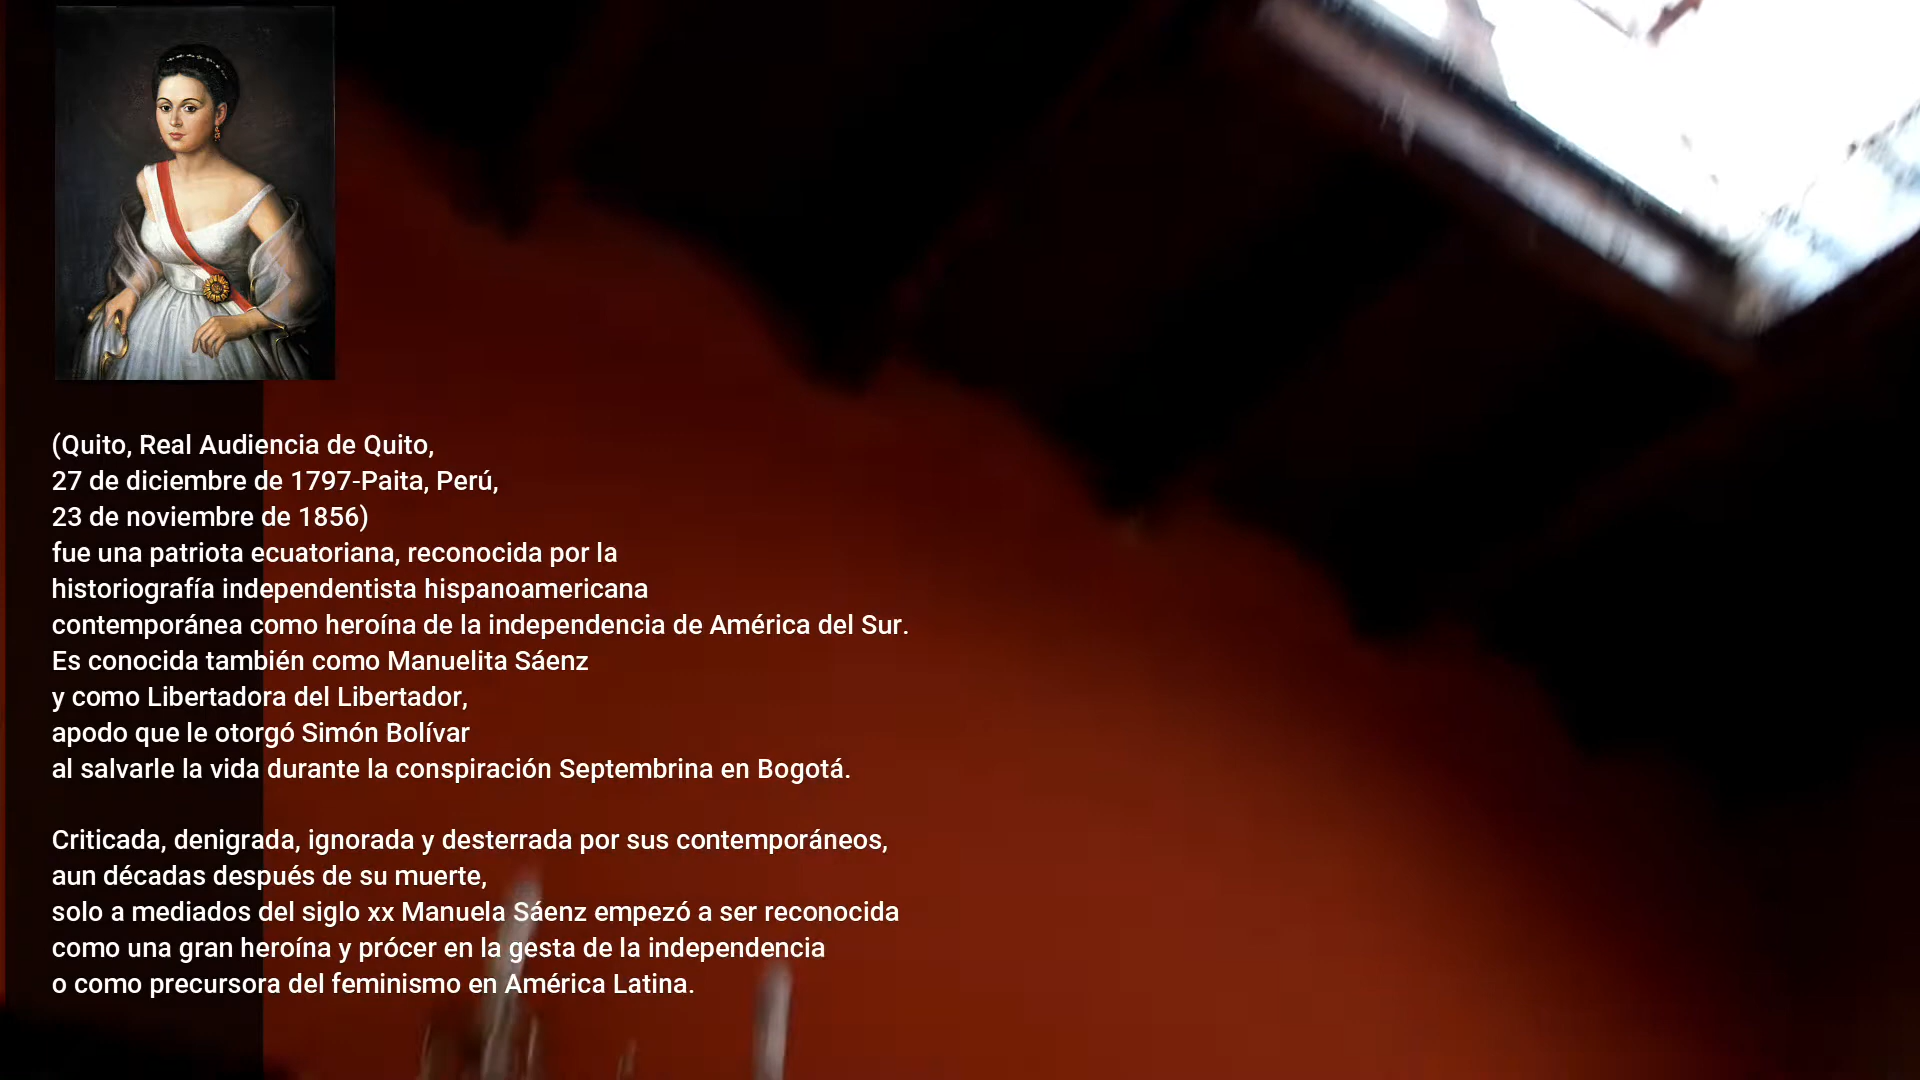 (Quito, Real Audiencia de Quito,
27 de diciembre de 1797-Paita, Perú,
23 de noviembre de 1856)
fue una patriota ecuatoriana, reconocida por la
historiografía independentista hispanoamericana
contemporánea como heroína de la independencia de América del Sur.
Es conocida también como Manuelita Sáenz
y como Libertadora del Libertador,
apodo que le otorgó Simón Bolívar
al salvarle la vida durante la conspiración Septembrina en Bogotá.
Criticada, denigrada, ignorada y desterrada por sus contemporáneos,
aun décadas después de su muerte,
solo a mediados del siglo xx Manuela Sáenz empezó a ser reconocida
como una gran heroína y prócer en la gesta de la independencia
o como precursora del feminismo en América Latina.